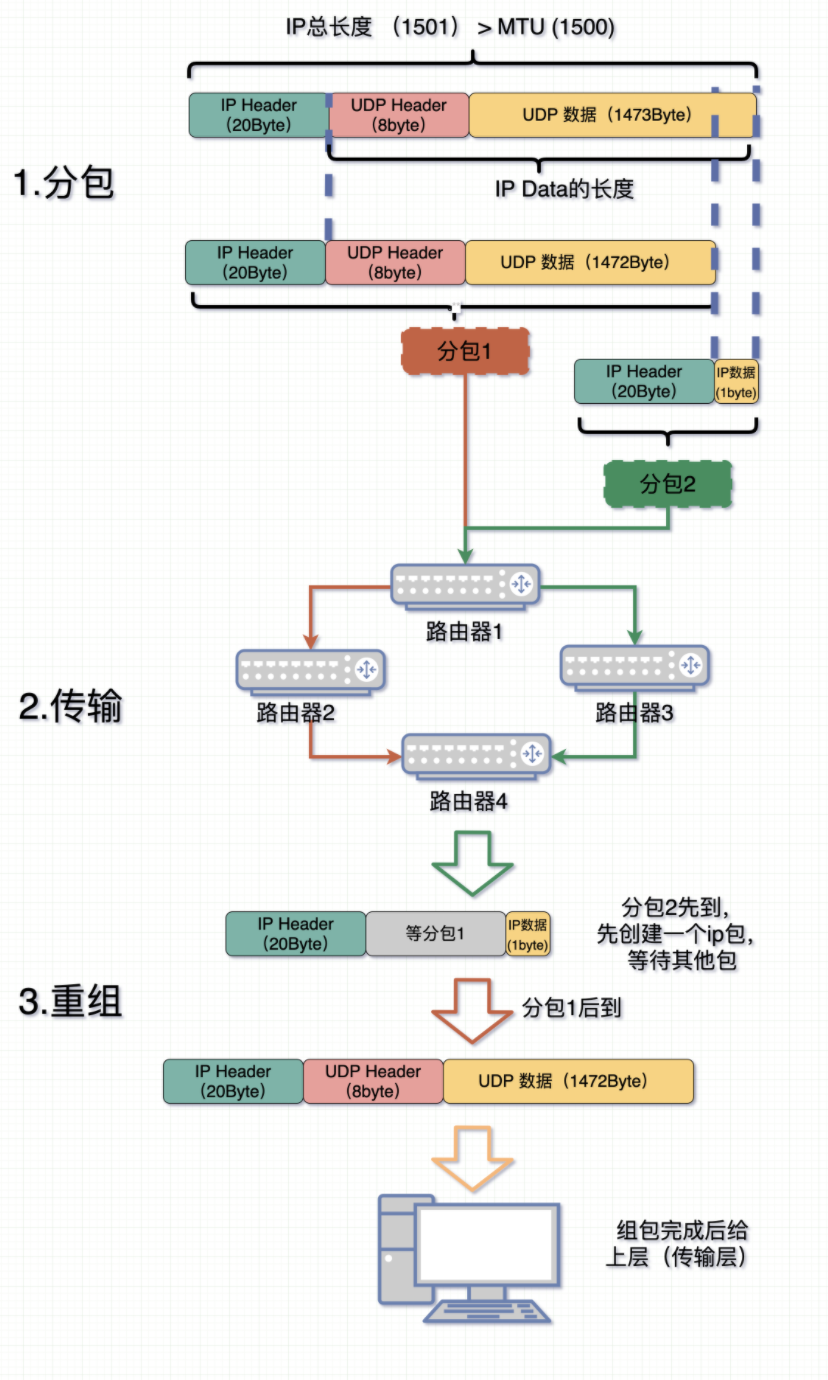 IP总长度 （1501） > MTU (1500)
IP Header
（20Byte）
UDP Header
（8byte）
UDP 数据（1473Byte）
1.分包
IP Data的长度
IP Header
（20Byte）
UDP Header
（8byte）
UDP 数据（1472Byte）
分包1
IP Header
（20Byte）
IP数据
(1byte)
分包2
路由器1
2.传输
路由器2
路由器3
路由器4
IP Header
（20Byte）
等分包1
IP数据
(1byte)
分包2先到，
先创建一个ip包，
等待其他包
3.重组
分包1后到
IP Header
（20Byte）
UDP Header
（8byte）
UDP 数据（1472Byte）
组包完成后给
上层（传输层）